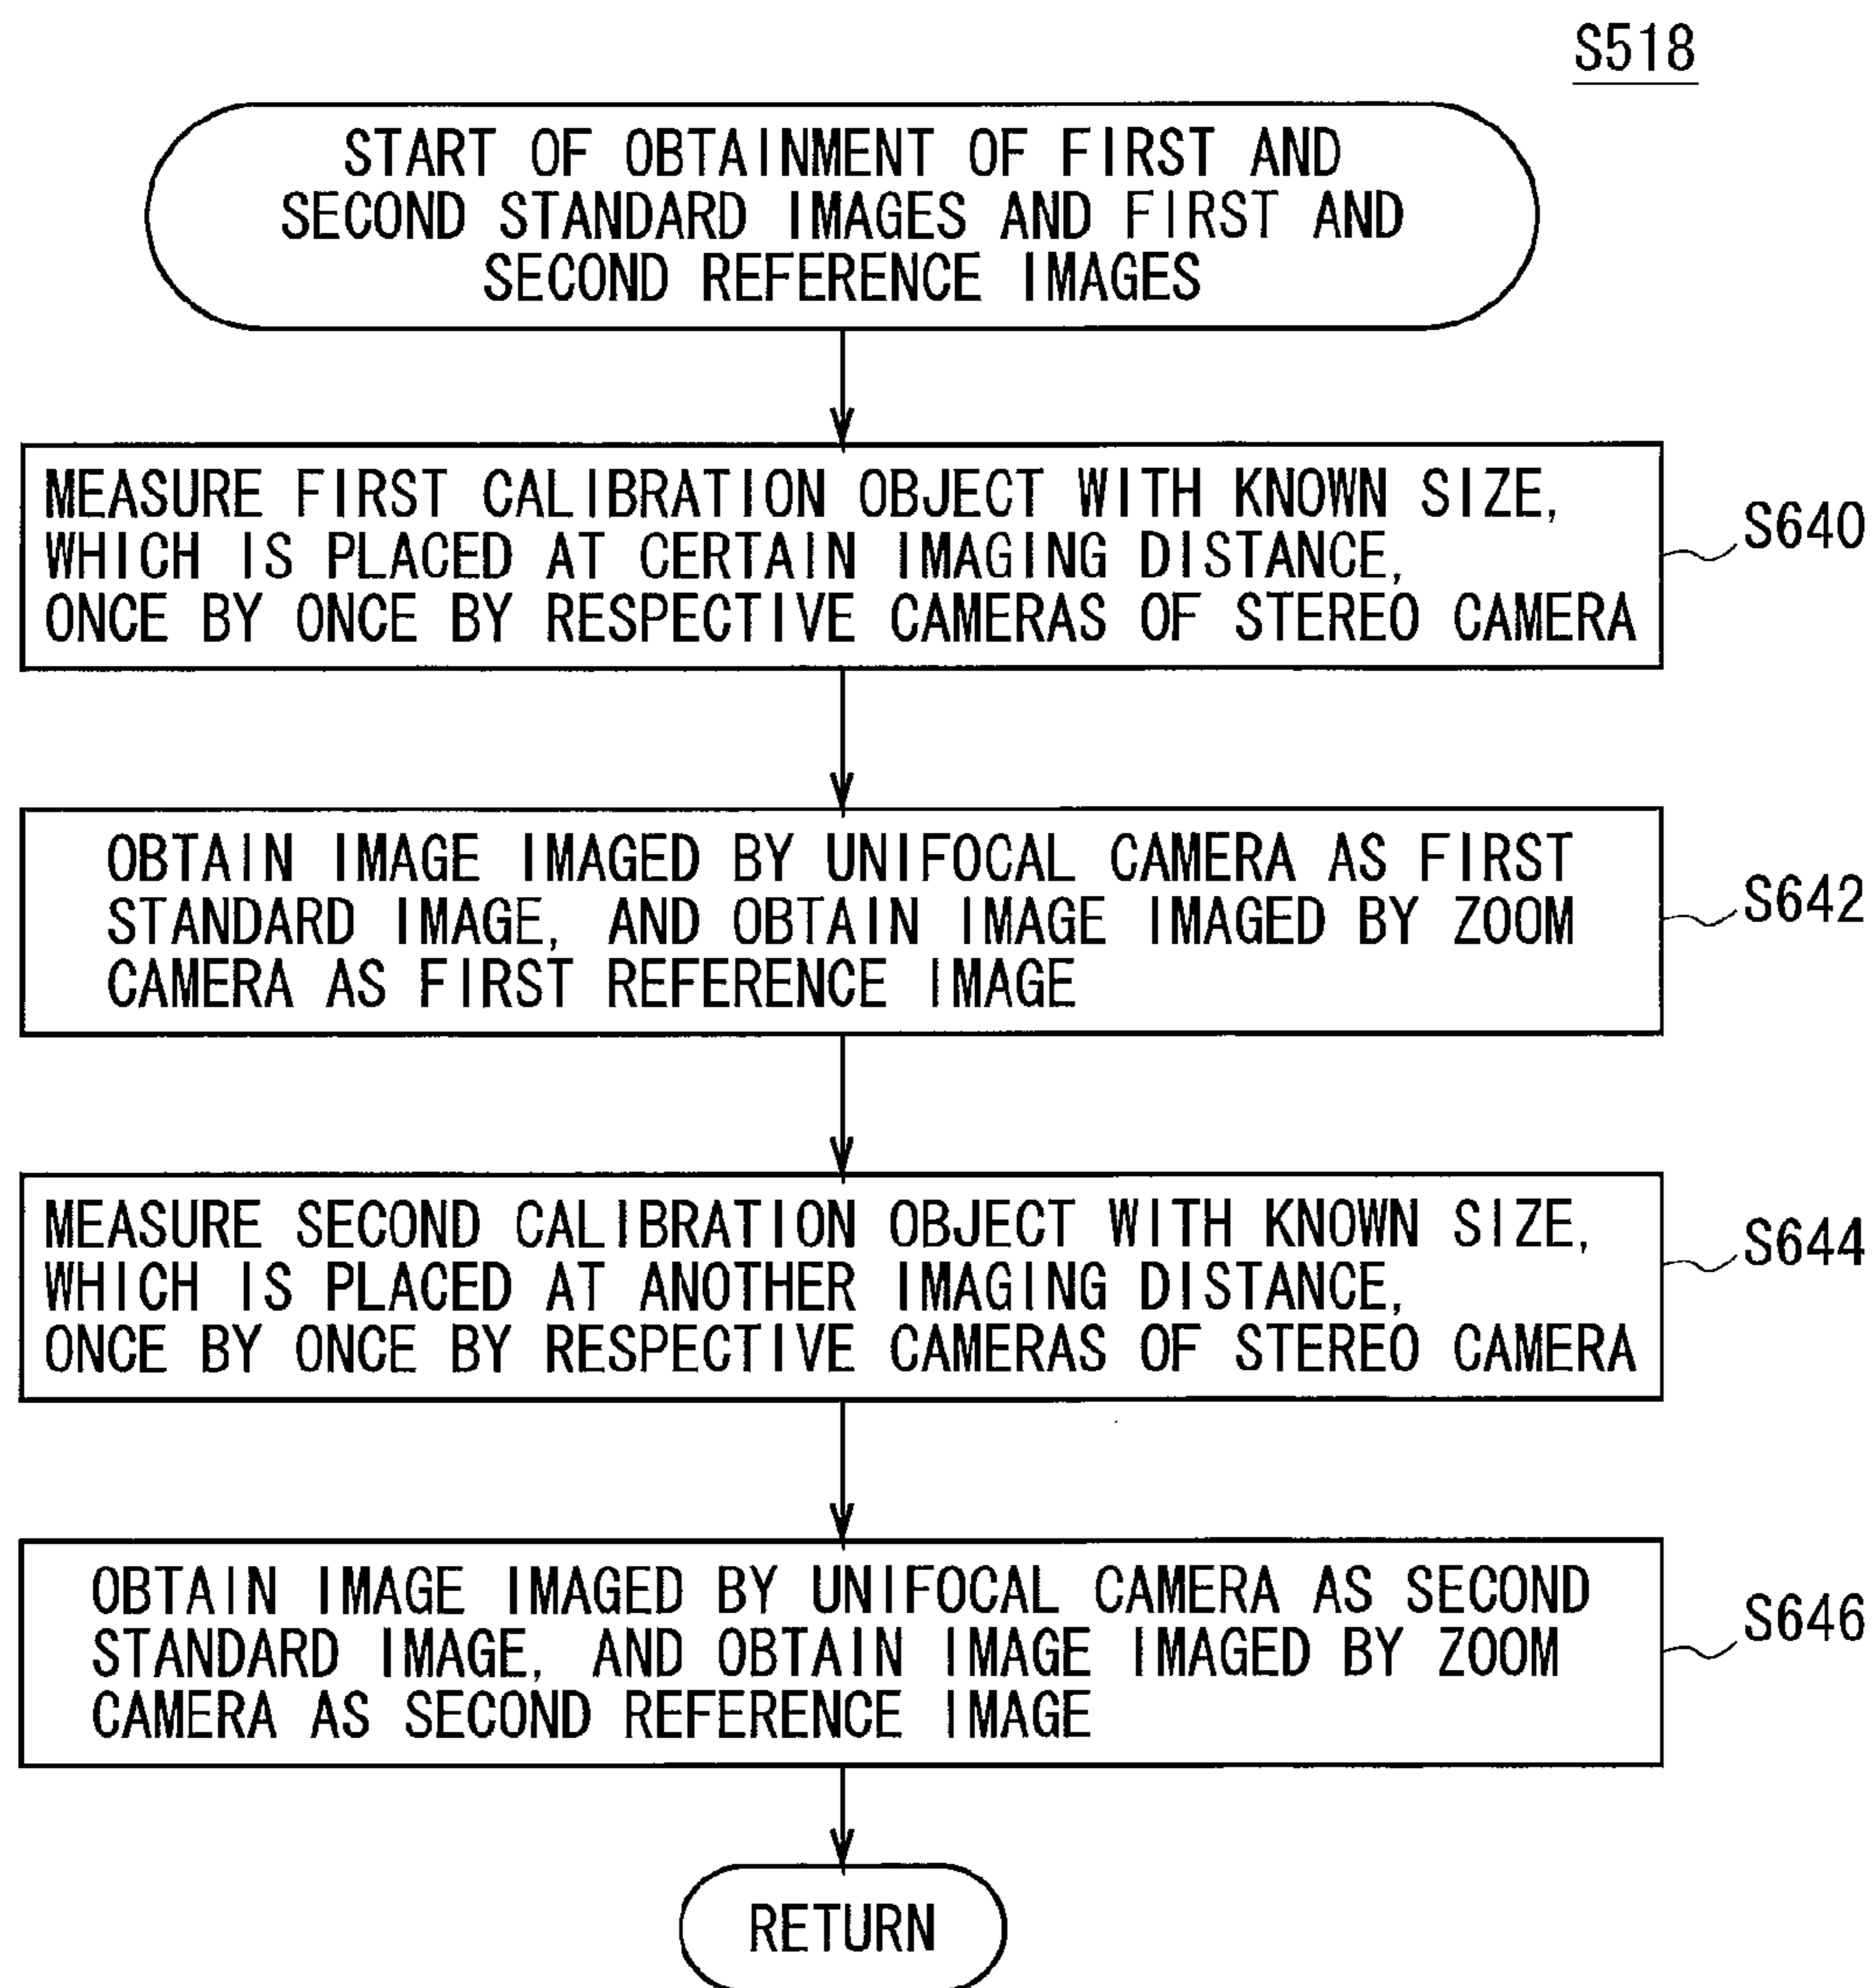 S518
START OF OBTAINMENT OF FIRST AND
SECOND STANDARD IMAGES AND FIRST AND
SECOND REFERENCE IMAGES
MEASURE FIRST CALIBRATION OBJECT WITH KNOWN SIZE,
WHICH IS PLACED AT CERTAIN IMAGING DISTANCE,
ONCE BY ONCE BY RESPECTIVE CAMERAS OF STEREO CAMERA
S640
OBTAIN IMAGE IMAGED BY UNIFOCAL CAMERA AS FIRST
STANDARD IMAGE, AND OBTAIN IMAGE IMAGED BY ZOOM
CAMERA AS FIRST REFERENCE IMAGE
S642
MEASURE SECOND CALIBRATION OBJECT WITH KNOWN SIZE,
WHICH IS PLACED AT ANOTHER IMAGING DISTANCE,
ONCE BY ONCE BY RESPECTIVE CAMERAS OF STEREO CAMERA
S644
OBTAIN IMAGE IMAGED BY UNIFOCAL CAMERA AS SECOND
STANDARD IMAGE, AND OBTAIN IMAGE IMAGED BY ZOOM
CAMERA AS SECOND REFERENCE IMAGE
S646
RETURN